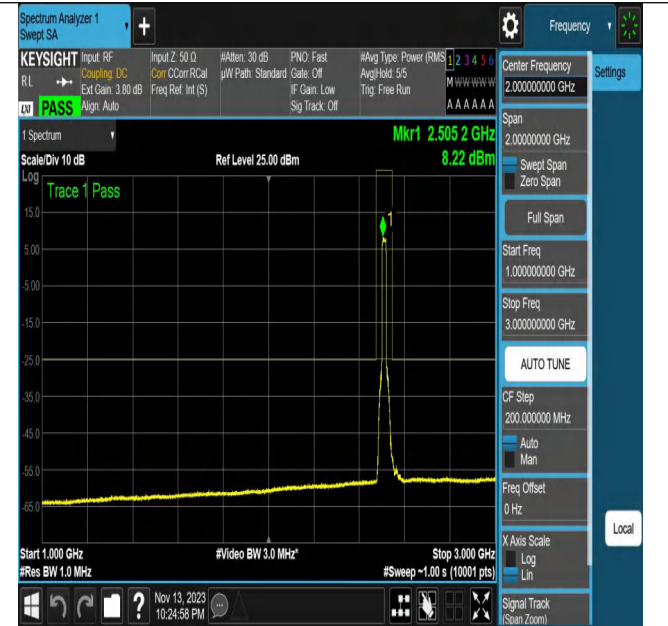 Spectrum Analyzer 1
Swept SA
+
Frequency
KEYSIGHT
RL
PASS
Input: RF
Coupling: DC
Ext Gain: 3.80 dB
Align: Auto
Input Z: 50 Ω
Corr CCorr RCal
Freq Ref: Int (S)
#Atten: 30 dB
µW Path: Standard
PNO: Fast
Gate: Off
IF Gain: Low
Sig Track: Off
#Avg Type: Power (RMS
Avg|Hold: 5/5
Trig: Free Run
1 2 3 4 5 6
M w w w w w
A A A A A A
1 Spectrum
Mkr1 2.505 2 GHz
Scale/Div 10 dB
Ref Level 25.00 dBm
8.22 dBm
Log
Trace 1 Pass
1
15.0
5.00
-5.00
-15.0
-25.0
-35.0
-45.0
-55.0
-65.0
Start 1.000 GHz
#Video BW 3.0 MHz*
Stop 3.000 GHz
#Res BW 1.0 MHz
#Sweep ~1.00 s (10001 pts)
Center Frequency
2.00000000 GHz
Settings
Span
2.00000000 GHz
Swept Span
Zero Span
Full Span
Start Freq
1.000000000 GHz
Stop Freq
3.000000000 GHz
AUTO TUNE
CF Step
200.000000 MHz
Auto
Man
Freq Offset
0 Hz
X Axis Scale
Log
Lin
Local
Signal Track
(Span Zoom)
?
Nov 13, 2023
10:24:58 PM